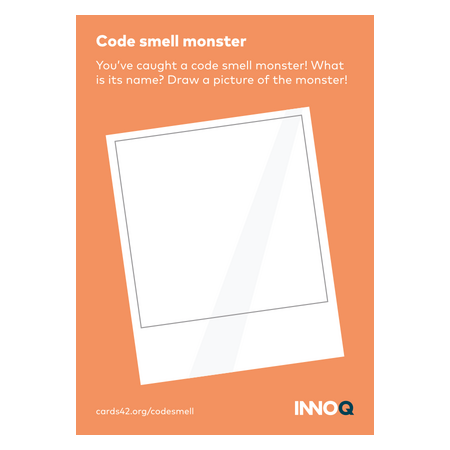 Code smell monster
You've caught a code smell monster! What
is its name? Draw a picture of the monster!
cards42.org/codesmell
INNOQ